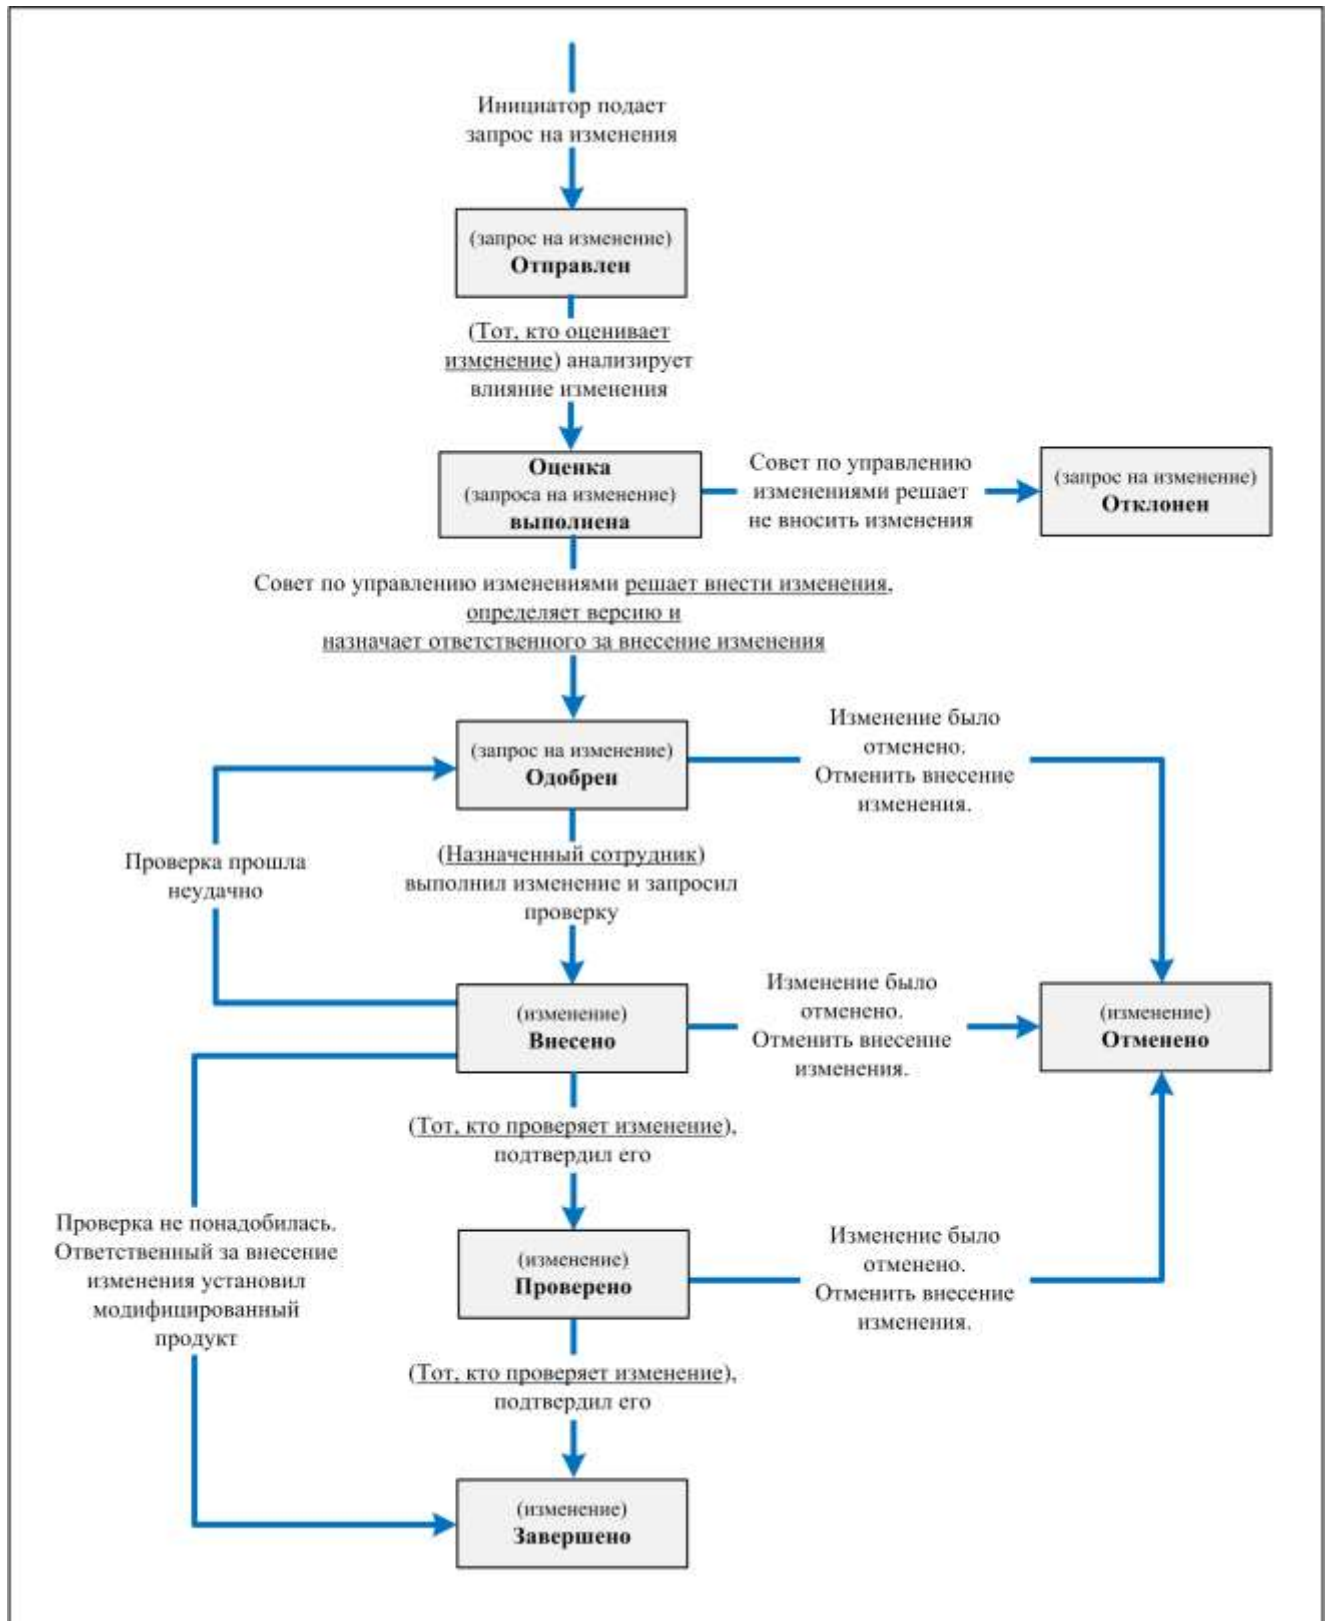 Инициатор подает
запрос на изменения
(запрос на изменение)
Отправлен
(Тот, кто оценивает
изменение) анализирует
влияние изменения
Оценка
(запроса на изменение)
выполнена
Совет по управлению
изменениями решает
не вносить изменения
(запрос на изменение)
Отклонен
Совет по управлению изменениями решает внести изменения,
определяет версию и
назначает ответственного за внесение изменения
(запрос на изменение)
Одобрен
Изменение было
отменено.
Отменить внесение
изменения.
Проверка прошла
неудачно
(Назначенный сотрудник)
выполнил изменение и запросил
проверку
(изменение)
Внесено
Изменение было
отменено.
Отменить внесение
изменения.
(изменение)
Отменено
(Тот, кто проверяет изменение),
подтвердил его
Проверка не понадобилась.
Ответственный за внесение
изменения установил
модифицированный
продукт
(изменение)
Проверено
Изменение было
отменено.
Отменить внесение
изменения.
(Тот, кто проверяет изменение),
подтвердил его
(изменение)
Завершено